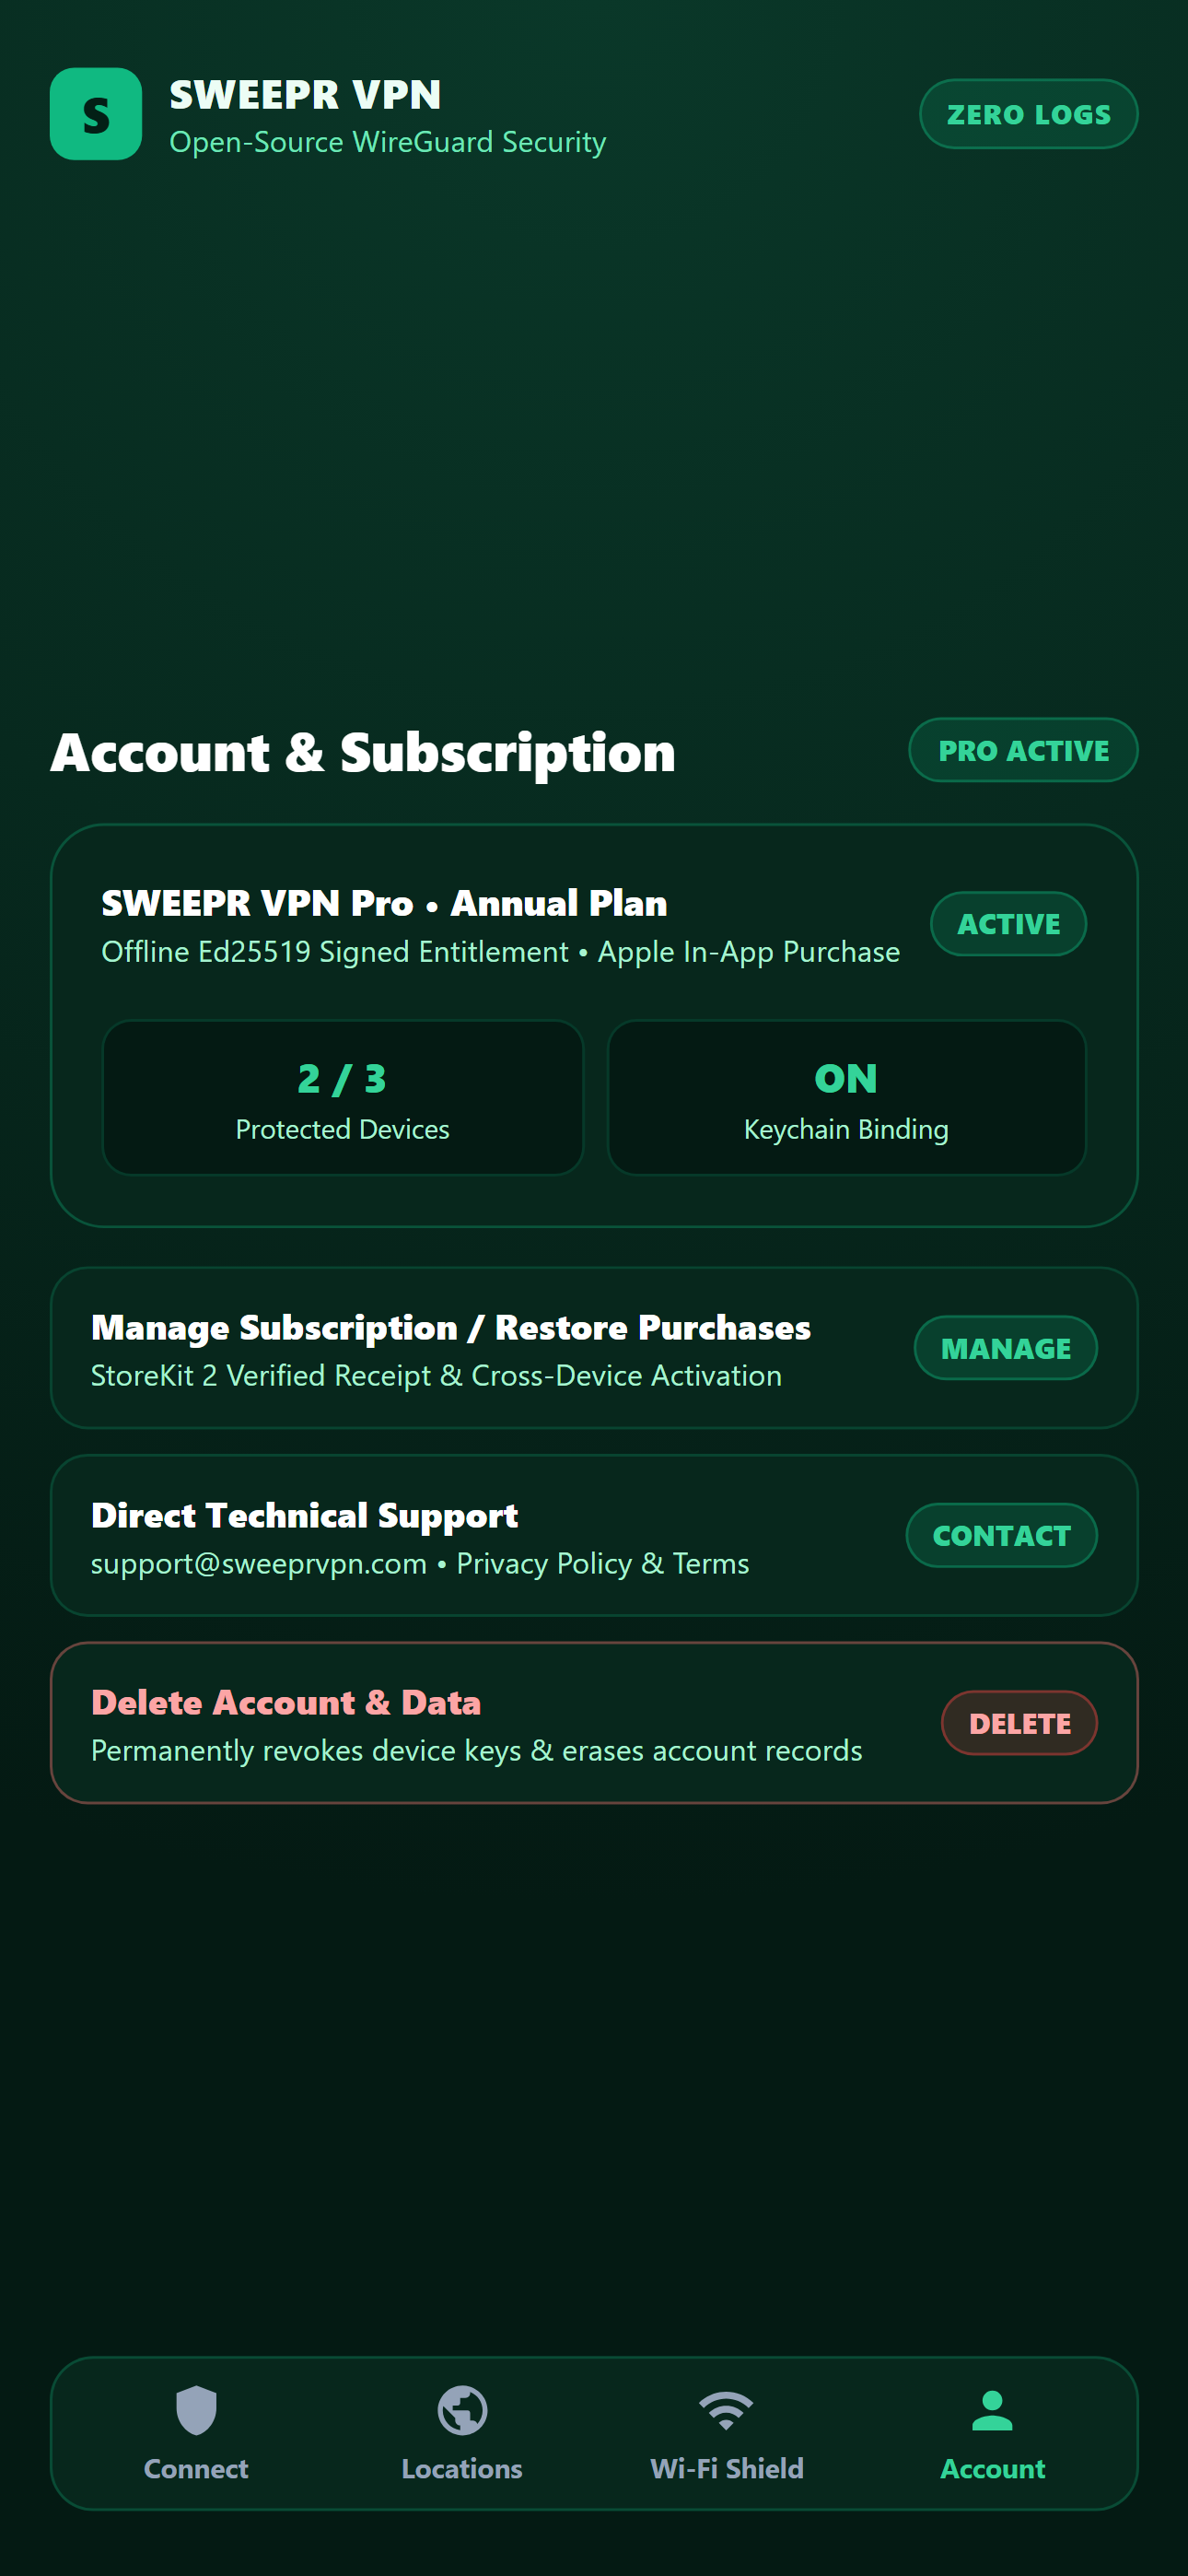 S
SWEEPR VPN
Open-Source WireGuard Security
ZERO LOGS
Account & Subscription
PRO ACTIVE
SWEEPR VPN Pro • Annual Plan
Offline Ed25519 Signed Entitlement • Apple In-App Purchase
ACTIVE
2 / 3
Protected Devices
ON
Keychain Binding
Manage Subscription / Restore Purchases
StoreKit 2 Verified Receipt & Cross-Device Activation
MANAGE
Direct Technical Support
support@sweeprvpn.com • Privacy Policy & Terms
CONTACT
Delete Account & Data
Permanently revokes device keys & erases account records
DELETE
Connect
Locations
Wi-Fi Shield
Account